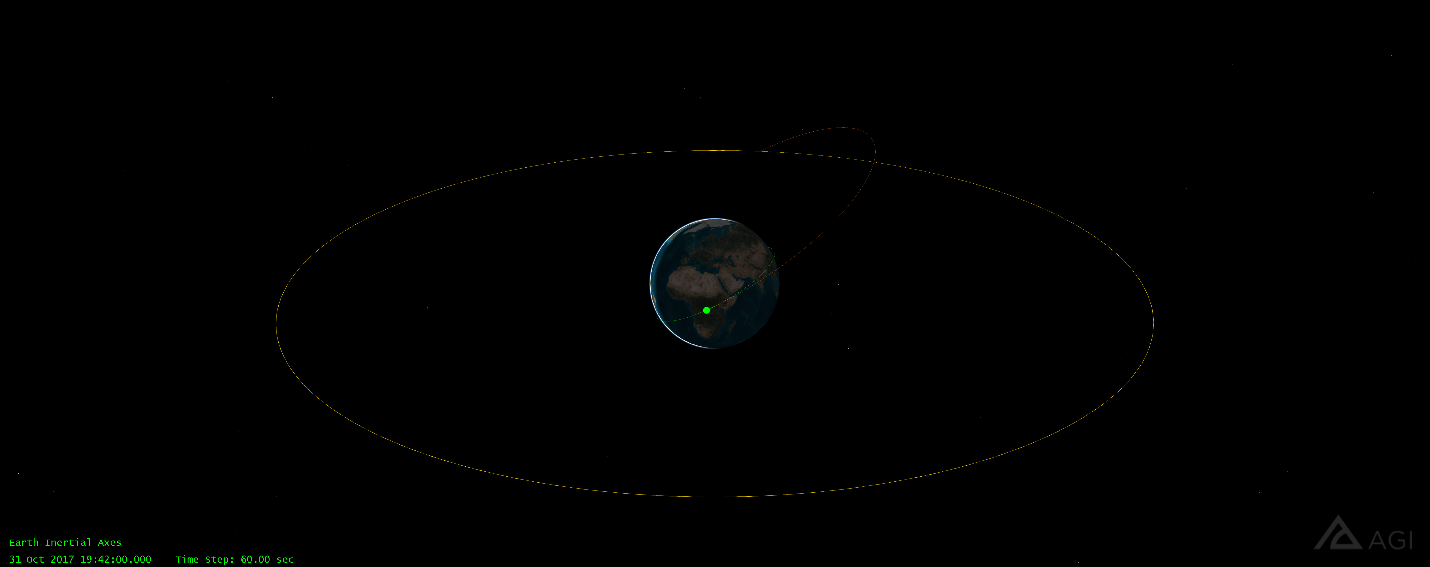 Earth Inertial Axes
31 Oct 2017 19:42:00.000 Time Step: 60.00 sec
AGI